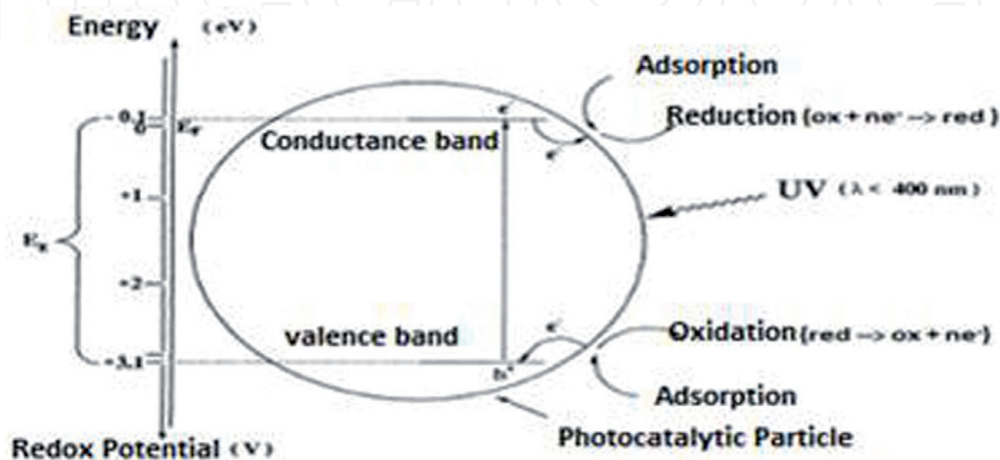 Energy (eV)
Adsorption
- 0.1
Reduction (ox + ne- -> red )
0
Conductance band
e-
UV (λ < 400 nm)
+1
Eg
+2
valence band
e-
Oxidation (red -> ox + ne-)
+3.1
h+
Adsorption
Photocatalytic Particle
Redox Potential (V)